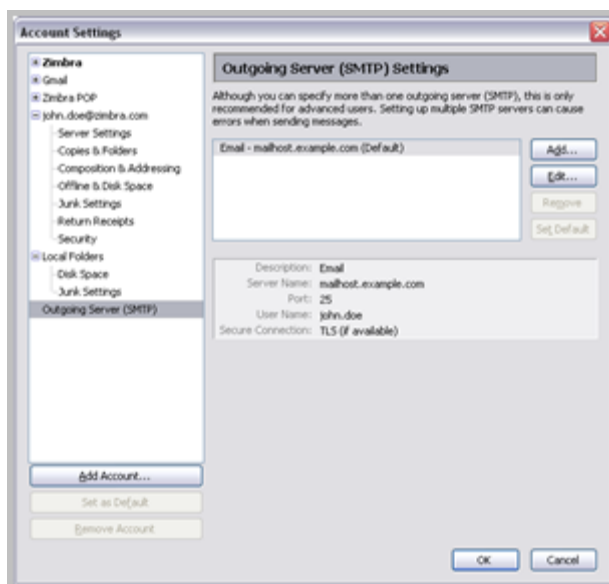 Account Settings
Zimbra
Gmail
Zimbra POP
john.doe@zimbra.com
Server Settings
Copies & Folders
Composition & Addressing
Offline & Disk Space
Junk Settings
Return Receipts
Security
Local Folders
Disk Space
Junk Settings
Outgoing Server (SMTP)
Add Account...
Set as Default
Remove Account
Outgoing Server (SMTP) Settings
Although you can specify more than one outgoing server (SMTP), this is only
recommended for advanced users. Setting up multiple SMTP servers can cause
errors when sending messages.
Email - mailhost.example.com (Default)
Add...
Edit...
Remove
Set Default
Description: Email
Server Name: mailhost.example.com
Port: 25
User Name: john.doe
Secure Connection: TLS (if available)
OK
Cancel